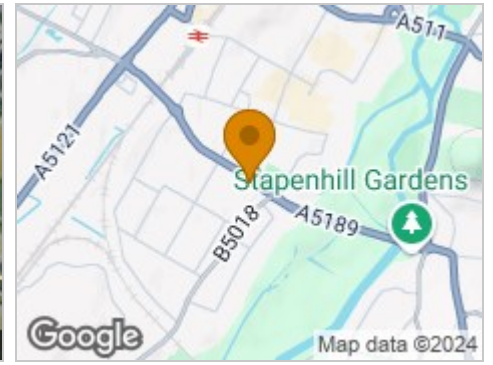 A511
A5121
Stapenhill Gardens
A5189
B5018
Google
Map data ©2024